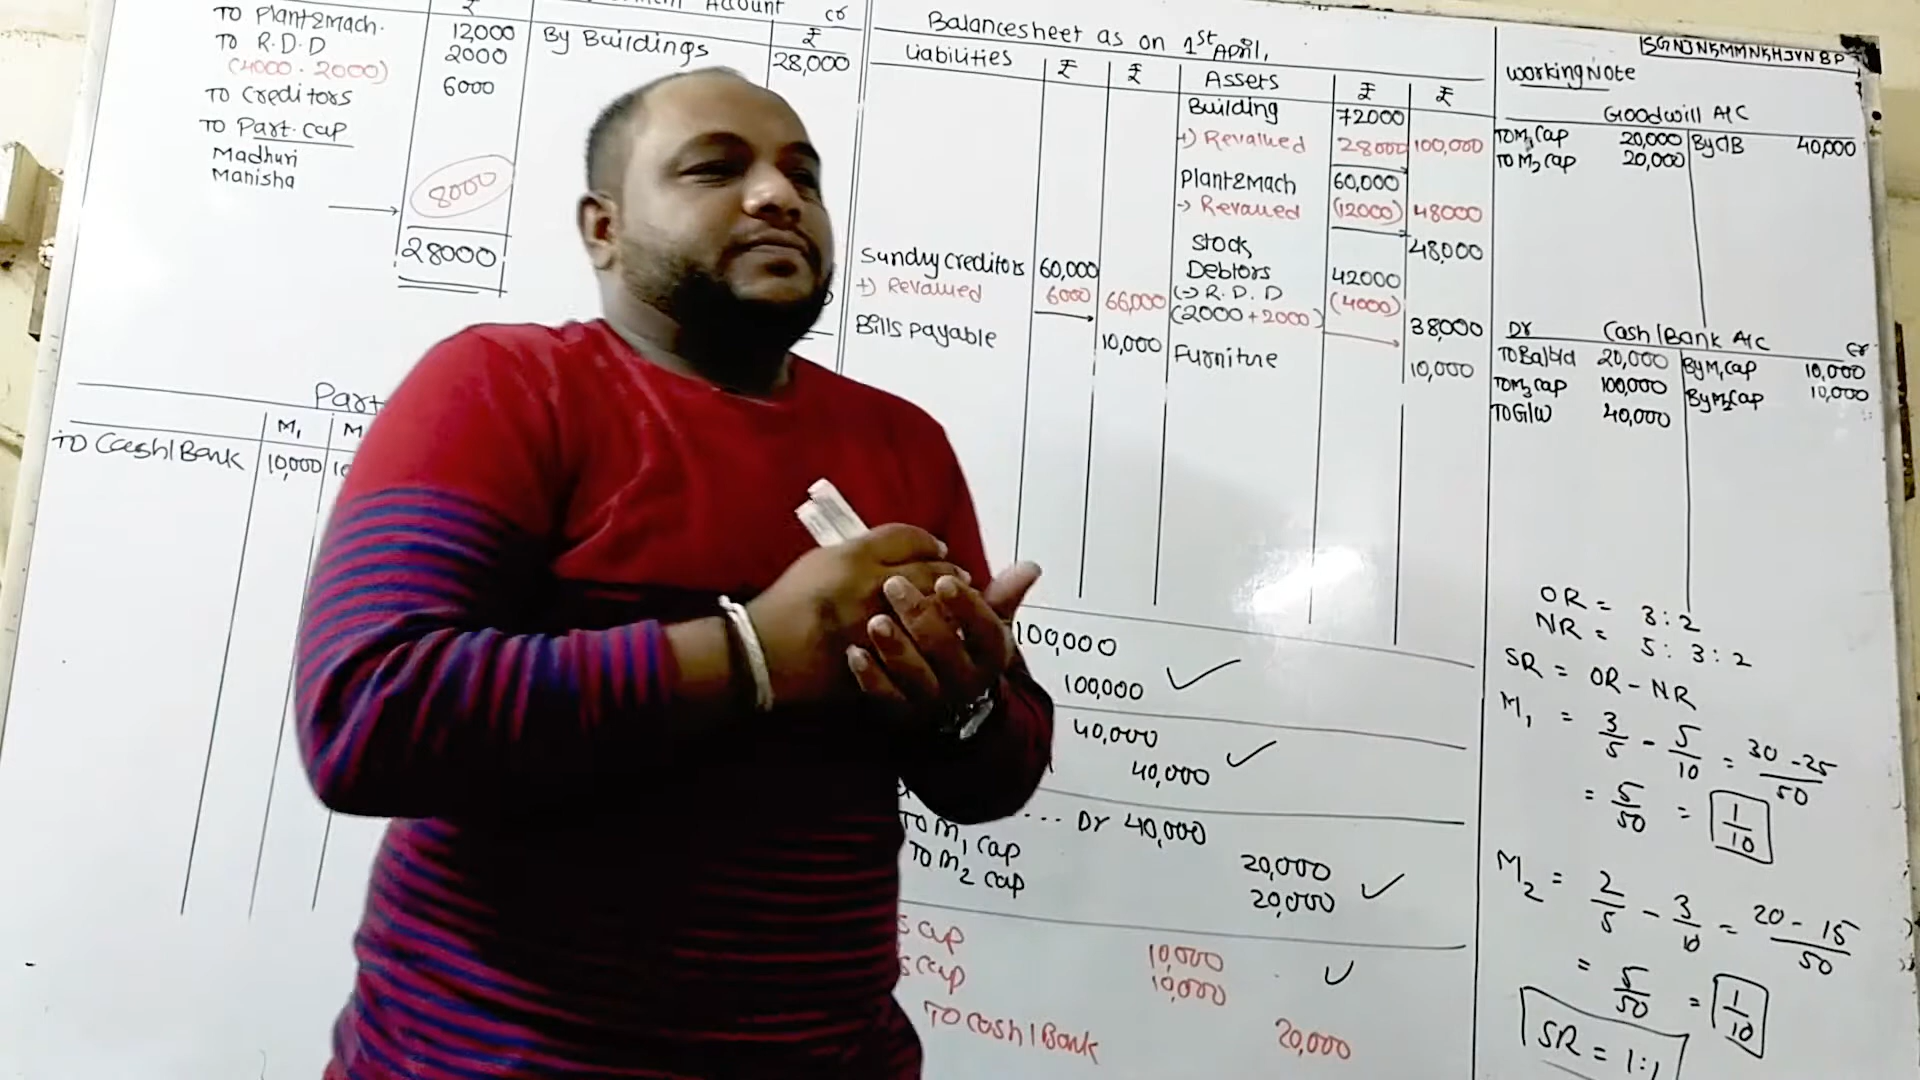 Account cr
₹ ₹
To Plant&Mach. 12,000 By Buildings 28,000
To R.D.D 2000
(4000-2000)
To Creditors 6000
To Part. cap
Madhuri
Manisha 8000
28000
Part
M₁ M
To Cash/Bank 10,000
Balancesheet as on 1st April,
Liabilities ₹ ₹ Assets ₹ ₹
Building 72000
+) Revalued 28000 100,000
Plant&Mach 60,000
-) Revalued (12000) 48000
Stock 48,000
Sundry creditors 60,000 Debtors 42000
+) Revalued 6000 66,000 (-) R.D.D (4000)
(2000+2000) 38000
Bills payable 10,000 Furniture 10,000
100,000
100,000
40,000
40,000
... Dr 40,000
To M₁ cap 20,000
To M₂ cap 20,000
s cap 10,000
s cap 10,000
To cash/Bank 20,000
Working Note
Goodwill A/C
To M₁ cap 20,000 By C/B 40,000
To M₂ cap 20,000
Dr Cash/Bank A/C cr
To Bal b/d 20,000 By M₁ cap 10,000
To M₃ cap 100,000 By M₂ cap 10,000
To G/W 40,000
OR = 3:2
NR = 5:3:2
SR = OR - NR
M₁ = 3/5 - 5/10 = 30-25/50
= 5/50 = 1/10
M₂ = 2/5 - 3/10 = 20-15/50
= 5/50 = 1/10
SR = 1:1